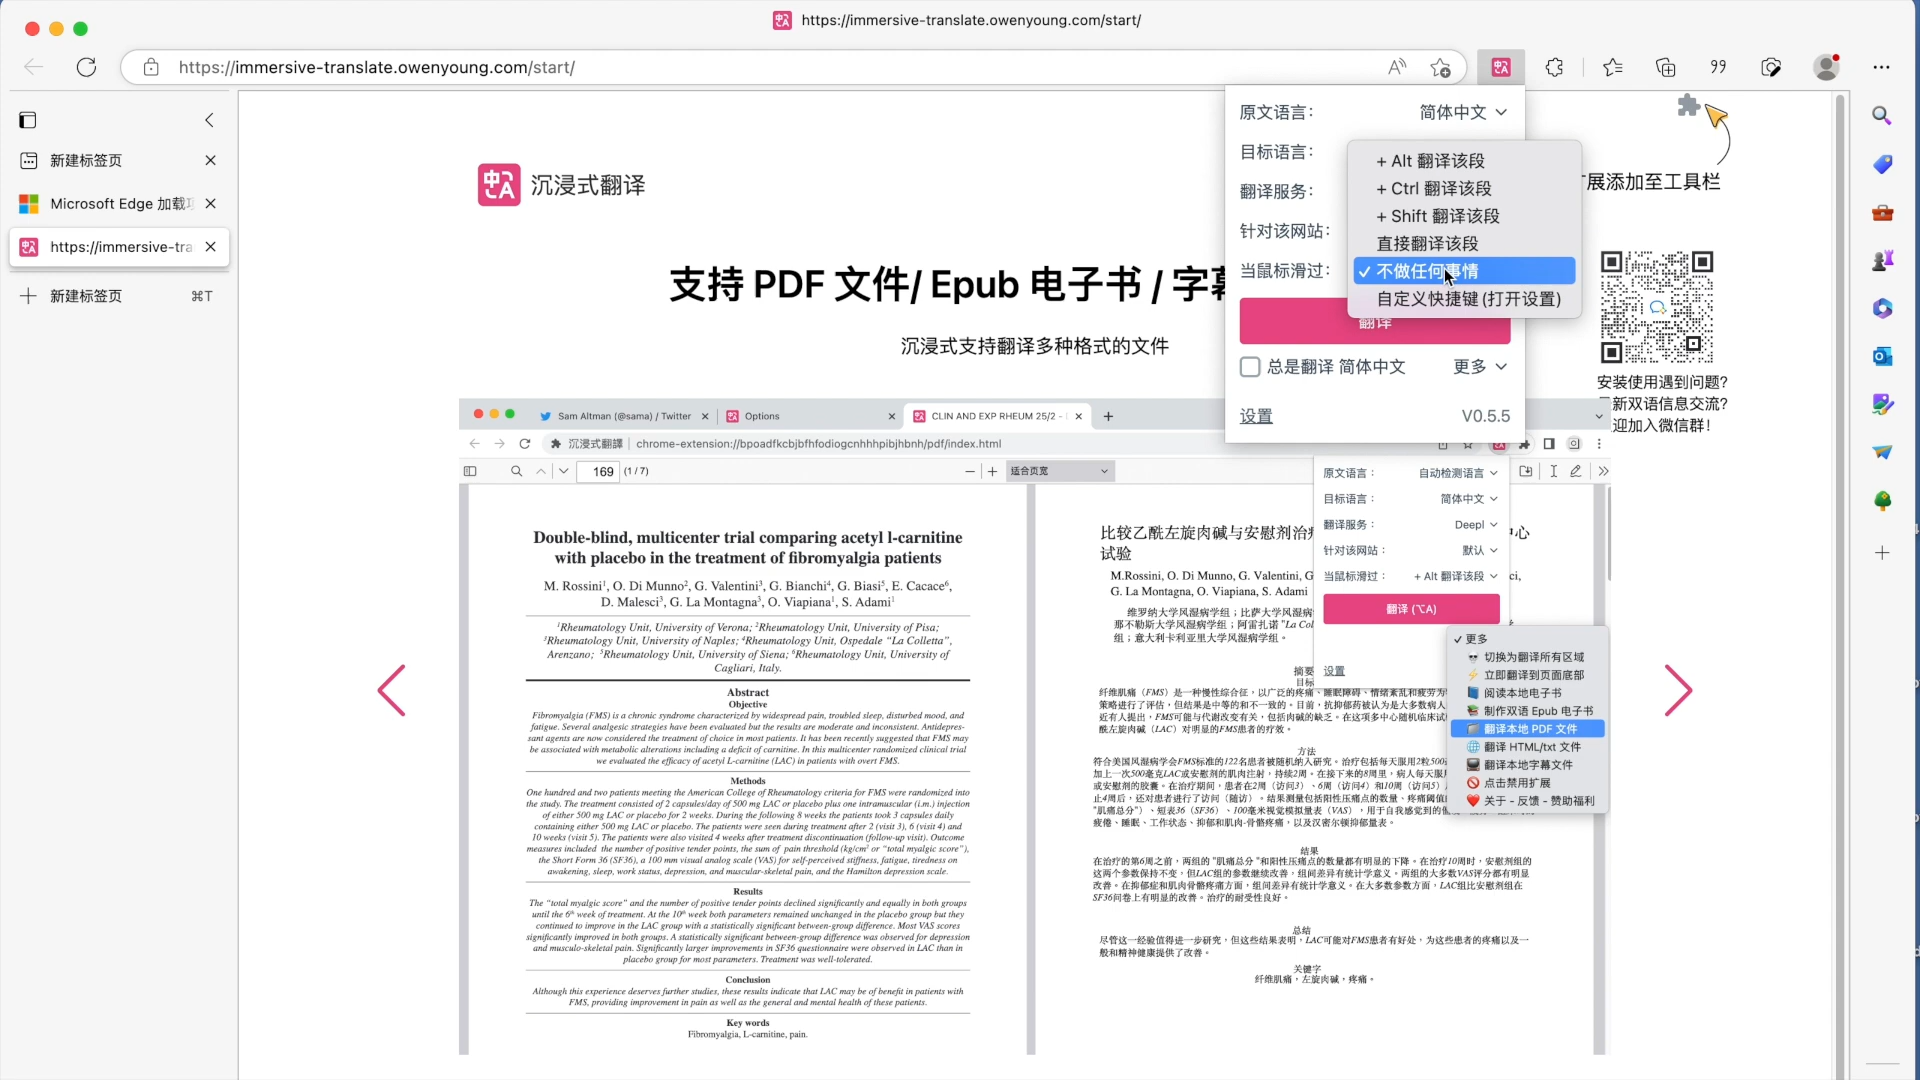 https://immersive-translate.owenyoung.com/start/
https://immersive-translate.owenyoung.com/start/
新建标签页
Microsoft Edge 加载项
https://immersive-tra
新建标签页 ⌘T
沉浸式翻译
支持 PDF 文件/ Epub 电子书 / 字幕
沉浸式支持翻译多种格式的文件
原文语言: 简体中文
目标语言:
翻译服务:
针对该网站:
当鼠标滑过:
+ Alt 翻译该段
+ Ctrl 翻译该段
+ Shift 翻译该段
直接翻译该段
✓ 不做任何事情
自定义快捷键(打开设置)
翻译
总是翻译 简体中文 更多
设置 V0.5.5
展添加至工具栏
安装使用遇到问题?
新双语信息交流?
迎加入微信群!
Sam Altman (@sama) / Twitter
Options
CLIN AND EXP RHEUM 25/2 -
沉浸式翻譯 chrome-extension://bpoadfkcbjbfhfodiogcnhhhpibjhbnh/pdf/index.html
169 (1 / 7)
适合页宽
Double-blind, multicenter trial comparing acetyl l-carnitine
with placebo in the treatment of fibromyalgia patients
M. Rossini¹, O. Di Munno², G. Valentini³, G. Bianchi⁴, G. Biasi⁵, E. Cacace⁶,
D. Malesci³, G. La Montagna³, O. Viapiana¹, S. Adami¹
¹Rheumatology Unit, University of Verona; ²Rheumatology Unit, University of Pisa;
³Rheumatology Unit, University of Naples; ⁴Rheumatology Unit, Ospedale “La Colletta”,
Arenzano; ⁵Rheumatology Unit, University of Siena; ⁶Rheumatology Unit, University of
Cagliari, Italy.
Abstract
Objective
Fibromyalgia (FMS) is a chronic syndrome characterized by widespread pain, troubled sleep, disturbed mood, and
fatigue. Several analgesic strategies have been evaluated but the results are moderate and inconsistent. Antidepres-
sant agents are now considered the treatment of choice in most patients. It has been recently suggested that FMS may
be associated with metabolic alterations including a deficit of carnitine. In this multicenter randomized clinical trial
we evaluated the efficacy of acetyl L-carnitine (LAC) in patients with overt FMS.
Methods
One hundred and two patients meeting the American College of Rheumatology criteria for FMS were randomized into
the study. The treatment consisted of 2 capsules/day of 500 mg LAC or placebo plus one intramuscular (i.m.) injection
of either 500 mg LAC or placebo for 2 weeks. During the following 8 weeks the patients took 3 capsules daily
containing either 500 mg LAC or placebo. The patients were seen during treatment after 2 (visit 3), 6 (visit 4) and
10 weeks (visit 5). The patients were also visited 4 weeks after treatment discontinuation (follow-up visit). Outcome
measures included the number of positive tender points, the sum of pain threshold (kg/cm² or “total myalgic score”),
the Short Form 36 (SF36), a 100 mm visual analog scale (VAS) for self-perceived stiffness, fatigue, tiredness on
awakening, sleep, work status, depression, and muscular-skeletal pain, and the Hamilton depression scale.
Results
The “total myalgic score” and the number of positive tender points declined significantly and equally in both groups
until the 6ᵗʰ week of treatment. At the 10ᵗʰ week both parameters remained unchanged in the placebo group but they
continued to improve in the LAC group with a statistically significant between-group difference. Most VAS scores
significantly improved in both groups. A statistically significant between-group difference was observed for depression
and musculo-skeletal pain. Significantly larger improvements in SF36 questionnaire were observed in LAC than in
placebo group for most parameters. Treatment was well-tolerated.
Conclusion
Although this experience deserves further studies, these results indicate that LAC may be of benefit in patients with
FMS, providing improvement in pain as well as the general and mental health of these patients.
Key words
Fibromyalgia, L-carnitine, pain.
比较乙酰左旋肉碱与安慰剂治 中心
试验
M.Rossini, O. Di Munno, G. Valentini, G
G. La Montagna, O. Viapiana, S. Adami
维罗纳大学风湿病学组；比萨大学风湿病
那不勒斯大学风湿病学组；阿雷扎诺 "La Col
组；意大利卡利亚里大学风湿病学组。
摘要
目标
纤维肌痛（FMS）是一种慢性综合征，以广泛的疼痛、睡眠障碍、情绪紊乱和疲劳为
策略进行了评估，但结果是中等的和不一致的。目前，抗抑郁药被认为是大多数病人
近有人提出，FMS可能与代谢改变有关，包括肉碱的缺乏。在这项多中心随机临床试
酰左旋肉碱（LAC）对明显的FMS患者的疗效。
方法
符合美国风湿病学会FMS标准的122名患者被随机纳入研究。治疗包括每天服用2粒500
加上一次500毫克LAC或安慰剂的肌肉注射，持续2周。在接下来的8周里，病人每天服
或安慰剂的胶囊。在治疗期间，患者在2周（访问3）、6周（访问4）和10周（访问5）
止4周后，还对患者进行了访问（随访）。结果测量包括阳性压痛点的数量、疼痛阈值
"肌痛总分"）、短表36（SF36）、100毫米视觉模拟量表（VAS），用于自我感觉到的
疲倦、睡眠、工作状态、抑郁和肌肉-骨骼疼痛，以及汉密尔顿抑郁量表。
结果
在治疗的第6周之前，两组的 "肌痛总分 "和阳性压痛点的数量都有明显的下降。在治疗10周时，安慰剂组的
这两个参数保持不变，但LAC组的参数继续改善，组间差异有统计学意义。两组的大多数VAS评分都有明显
改善。在抑郁症和肌肉骨骼疼痛方面，组间差异有统计学意义。在大多数参数方面，LAC组比安慰剂组在
SF36问卷上有明显的改善。治疗的耐受性良好。
总结
尽管这一经验值得进一步研究，但这些结果表明，LAC可能对FMS患者有好处，为这些患者的疼痛以及一
般和精神健康提供了改善。
关键字
纤维肌痛，左旋肉碱，疼痛。
原文语言： 自动检测语言
目标语言： 简体中文
翻译服务： Deepl
针对该网站： 默认
当鼠标滑过： + Alt 翻译该段
翻译 (⌥A)
设置
✓ 更多
切换为翻译所有区域
立即翻译到页面底部
阅读本地电子书
制作双语 Epub 电子书
翻译本地 PDF 文件
翻译 HTML/txt 文件
翻译本地字幕文件
点击禁用扩展
关于 - 反馈 - 赞助福利